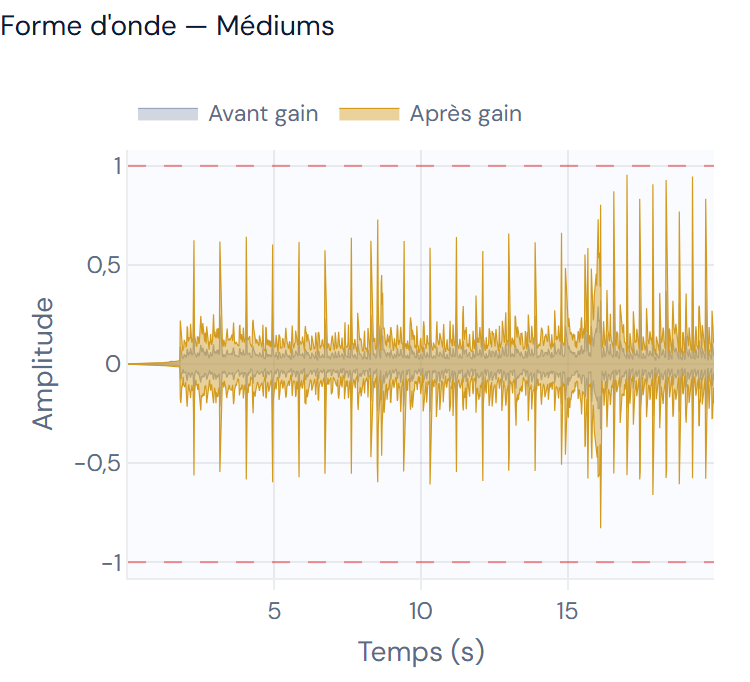 Forme d'onde — Médiums
Avant gain
Après gain
1
0,5
0
−0,5
−1
Amplitude
5
10
15
Temps (s)